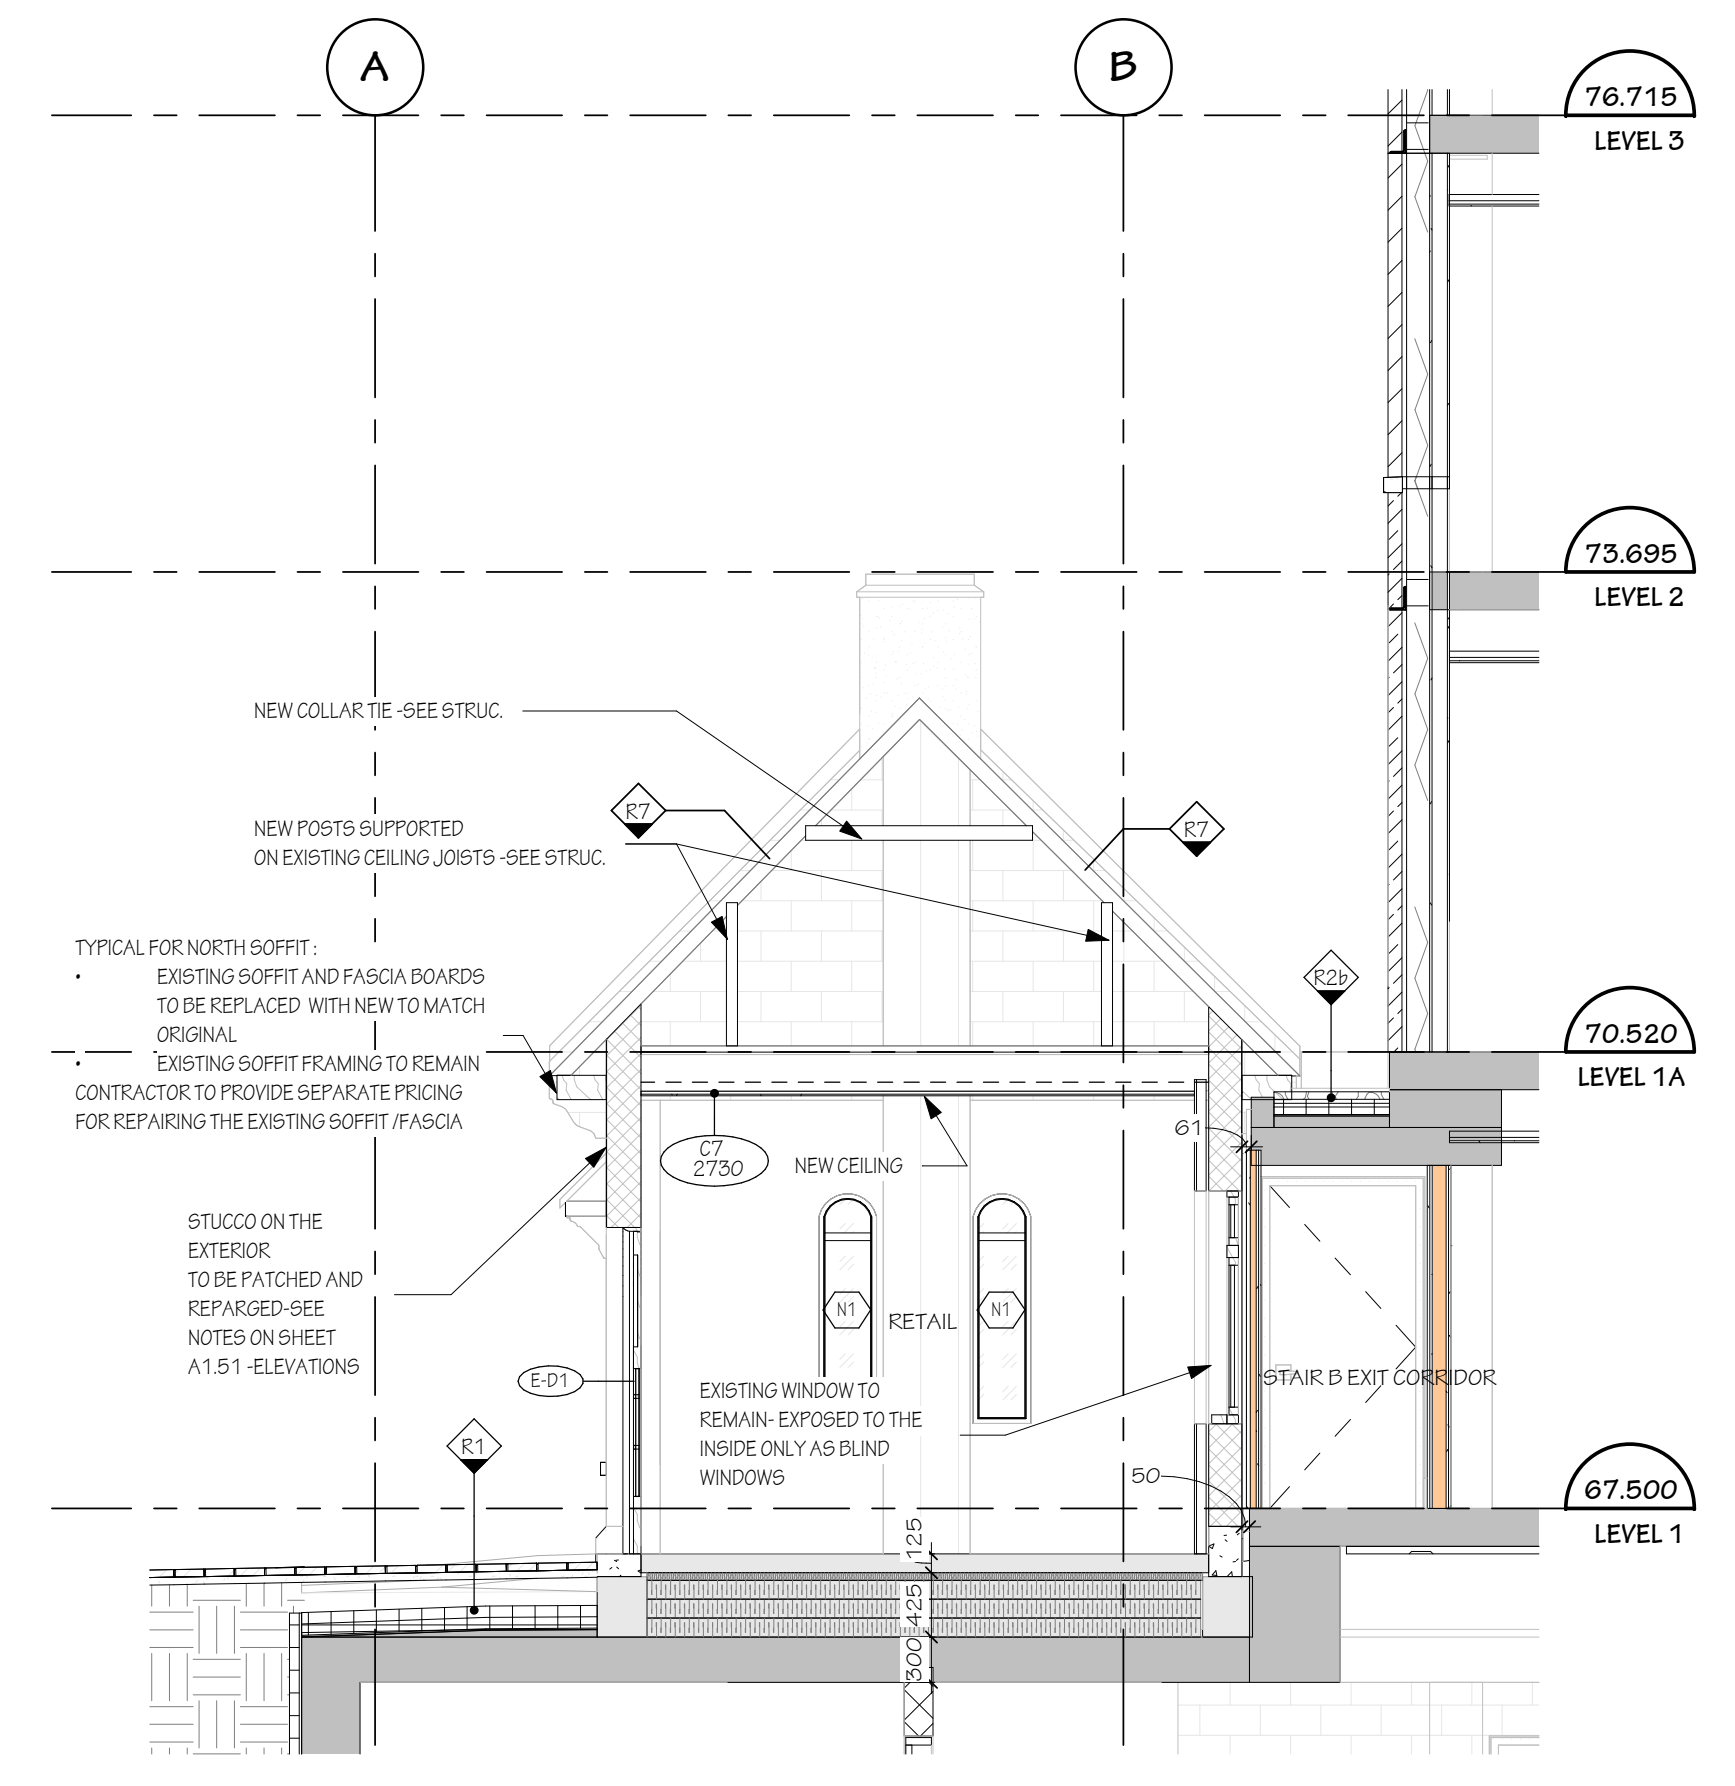 A
B
76.715
LEVEL 3
73.695
LEVEL 2
NEW COLLAR TIE -SEE STRUC.
R7
R7
NEW POSTS SUPPORTED
ON EXISTING CEILING JOISTS -SEE STRUC.
TYPICAL FOR NORTH SOFFIT :
• EXISTING SOFFIT AND FASCIA BOARDS
TO BE REPLACED WITH NEW TO MATCH
ORIGINAL
• EXISTING SOFFIT FRAMING TO REMAIN
CONTRACTOR TO PROVIDE SEPARATE PRICING
FOR REPAIRING THE EXISTING SOFFIT /FASCIA
R2b
70.520
LEVEL 1A
61
C7
2730
NEW CEILING
STUCCO ON THE
EXTERIOR
TO BE PATCHED AND
REPARGED-SEE
NOTES ON SHEET
A1.51 -ELEVATIONS
N1
RETAIL
N1
E-D1
EXISTING WINDOW TO
REMAIN- EXPOSED TO THE
INSIDE ONLY AS BLIND
WINDOWS
STAIR B EXIT CORRIDOR
R1
50
67.500
LEVEL 1
125
425
300